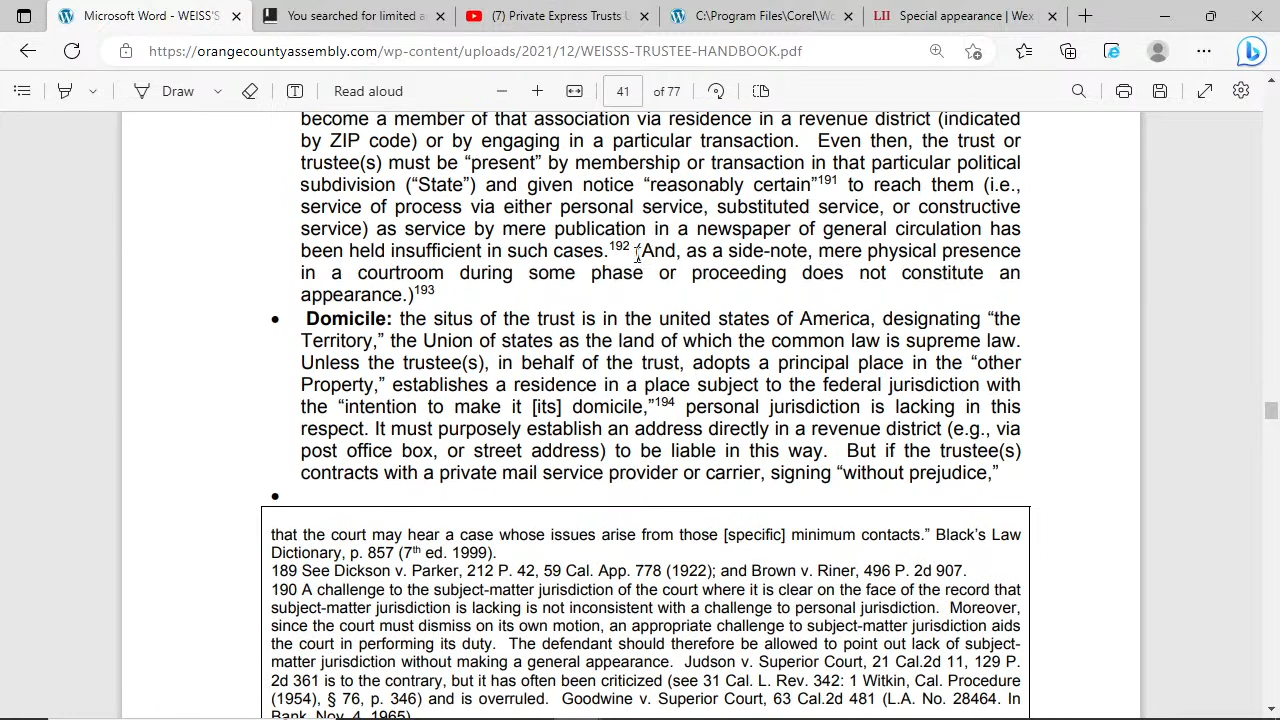 Microsoft Word - WEISS'S
You searched for limited a
(7) Private Express Trusts U
C:\Program Files\Corel\Wo
LII Special appearance | Wex
https://orangecountyassembly.com/wp-content/uploads/2021/12/WEISSS-TRUSTEE-HANDBOOK.pdf
Draw
Read aloud
41 of 77
become a member of that association via residence in a revenue district (indicated
by ZIP code) or by engaging in a particular transaction. Even then, the trust or
trustee(s) must be “present” by membership or transaction in that particular political
subdivision (“State”) and given notice “reasonably certain”191 to reach them (i.e.,
service of process via either personal service, substituted service, or constructive
service) as service by mere publication in a newspaper of general circulation has
been held insufficient in such cases.192 (And, as a side-note, mere physical presence
in a courtroom during some phase or proceeding does not constitute an
appearance.)193
• Domicile: the situs of the trust is in the united states of America, designating “the
Territory,” the Union of states as the land of which the common law is supreme law.
Unless the trustee(s), in behalf of the trust, adopts a principal place in the “other
Property,” establishes a residence in a place subject to the federal jurisdiction with
the “intention to make it [its] domicile,”194 personal jurisdiction is lacking in this
respect. It must purposely establish an address directly in a revenue district (e.g., via
post office box, or street address) to be liable in this way. But if the trustee(s)
contracts with a private mail service provider or carrier, signing “without prejudice,”
•
that the court may hear a case whose issues arise from those [specific] minimum contacts.” Black’s Law
Dictionary, p. 857 (7th ed. 1999).
189 See Dickson v. Parker, 212 P. 42, 59 Cal. App. 778 (1922); and Brown v. Riner, 496 P. 2d 907.
190 A challenge to the subject-matter jurisdiction of the court where it is clear on the face of the record that
subject-matter jurisdiction is lacking is not inconsistent with a challenge to personal jurisdiction. Moreover,
since the court must dismiss on its own motion, an appropriate challenge to subject-matter jurisdiction aids
the court in performing its duty. The defendant should therefore be allowed to point out lack of subject-
matter jurisdiction without making a general appearance. Judson v. Superior Court, 21 Cal.2d 11, 129 P.
2d 361 is to the contrary, but it has often been criticized (see 31 Cal. L. Rev. 342: 1 Witkin, Cal. Procedure
(1954), § 76, p. 346) and is overruled. Goodwine v. Superior Court, 63 Cal.2d 481 (L.A. No. 28464. In
Bank. Nov. 4, 1965).